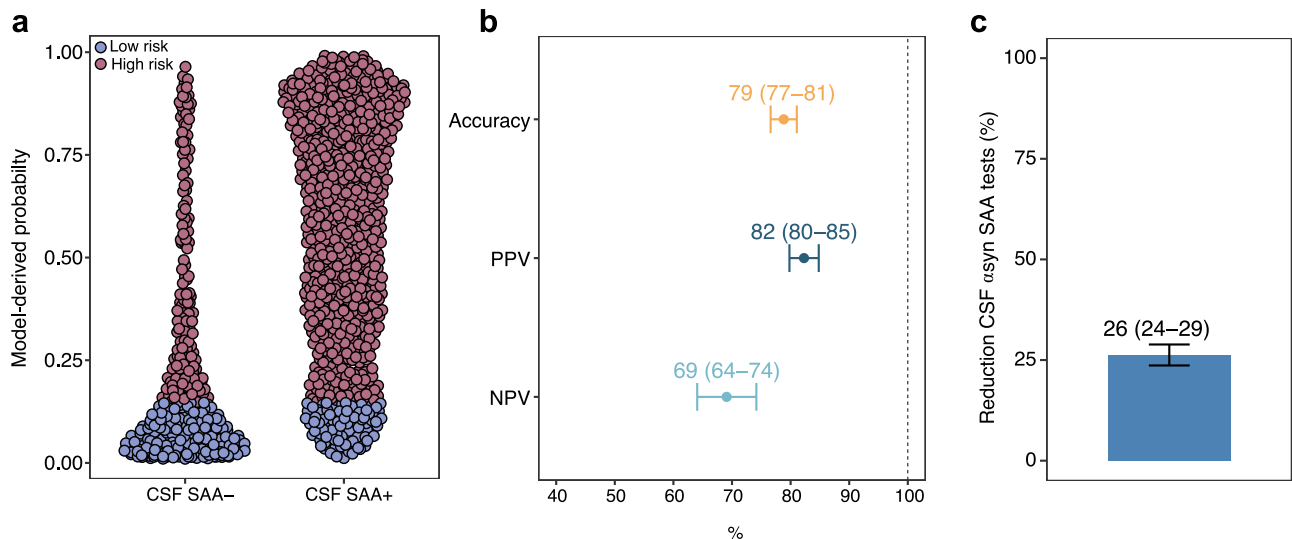 a
Low risk
High risk
Model-derived probabilty
1.00
0.75
0.50
0.25
0.00
CSF SAA−
CSF SAA+
b
Accuracy
PPV
NPV
79 (77–81)
82 (80–85)
69 (64–74)
40
50
60
70
80
90
100
%
c
Reduction CSF αsyn SAA tests (%)
100
75
50
25
0
26 (24–29)